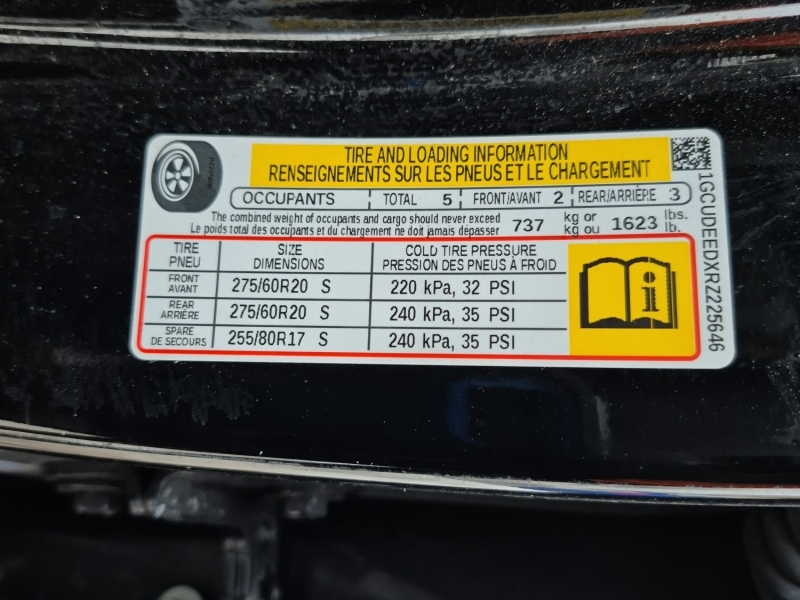 TIRE AND LOADING INFORMATION
RENSEIGNEMENTS SUR LES PNEUS ET LE CHARGEMENT
OCCUPANTS TOTAL 5 FRONT/AVANT 2 REAR/ARRIÈRE 3
The combined weight of occupants and cargo should never exceed 737 kg or 1623 lbs.
Le poids total des occupants et du chargement ne doit jamais dépasser kg ou lb.
TIRE SIZE COLD TIRE PRESSURE
PNEU DIMENSIONS PRESSION DES PNEUS À FROID
FRONT
AVANT 275/60R20 S 220 kPa, 32 PSI
REAR
ARRIÈRE 275/60R20 S 240 kPa, 35 PSI
SPARE
DE SECOURS 255/80R17 S 240 kPa, 35 PSI
i
1GCUDEEDXRZ225646